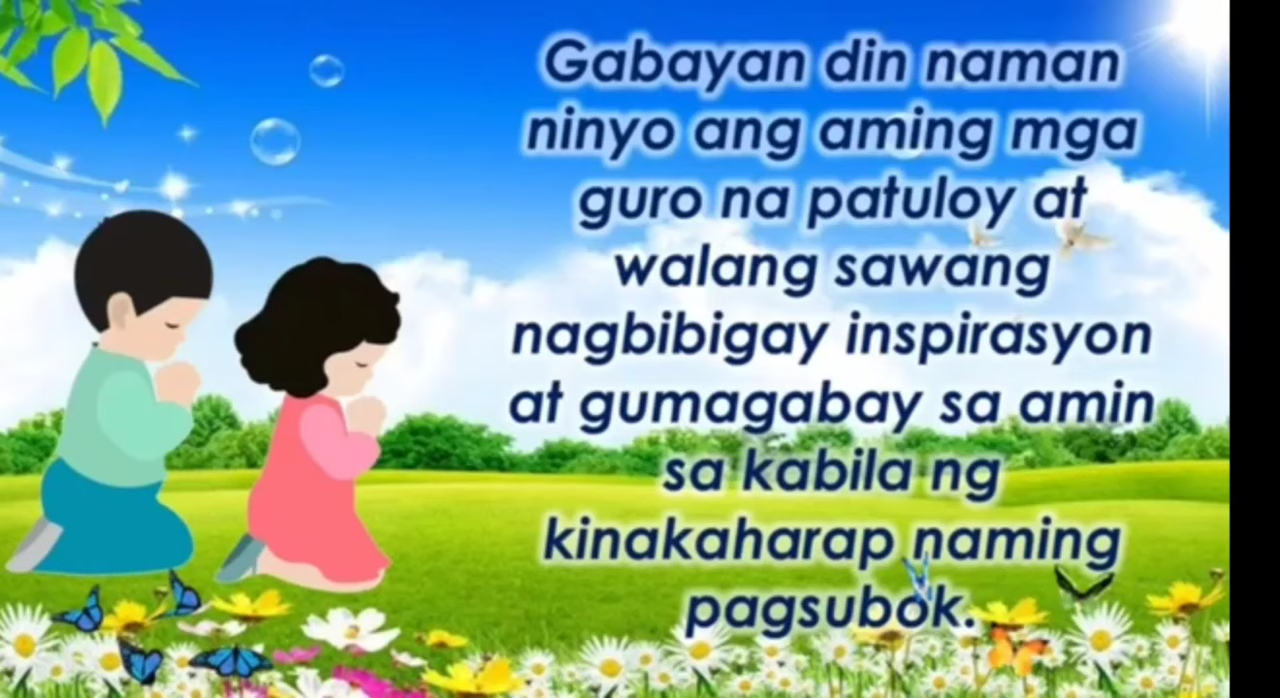 Gabayan din naman
ninyo ang aming mga
guro na patuloy at
walang sawang
nagbibigay inspirasyon
at gumagabay sa amin
sa kabila ng
kinakaharap naming
pagsubok.